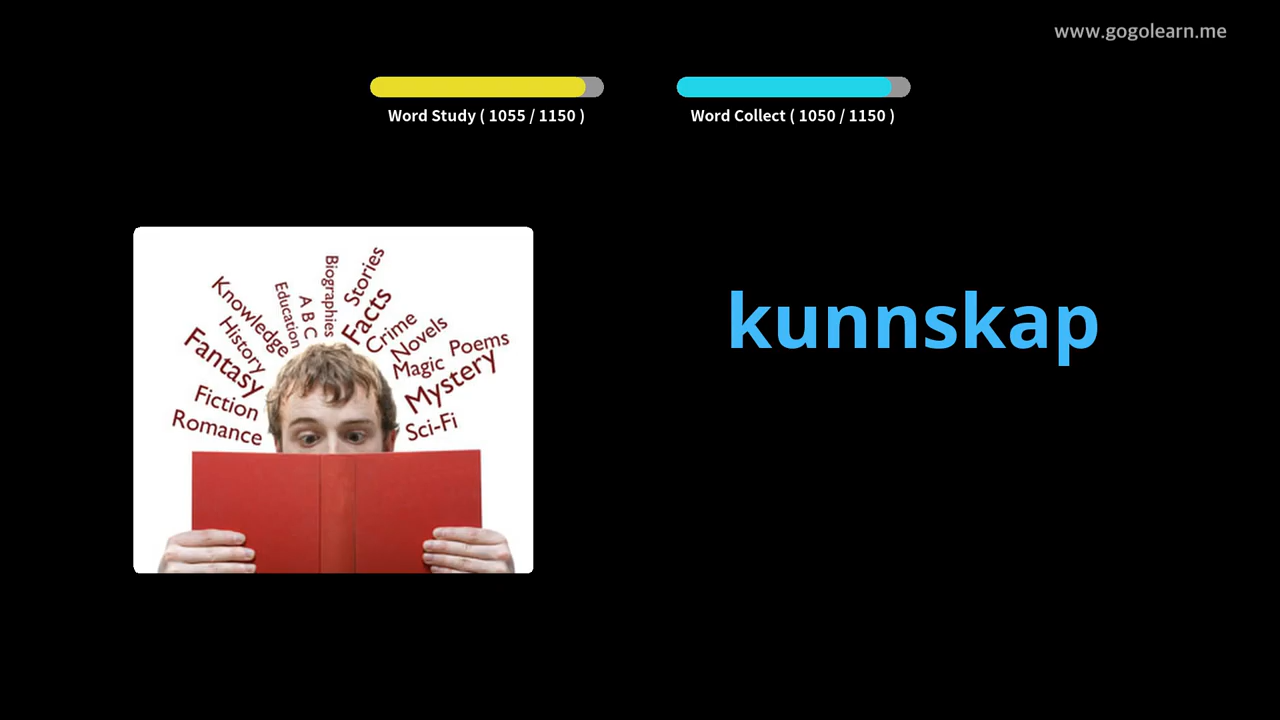 www.gogolearn.me
Word Study ( 1055 / 1150 )
Word Collect ( 1050 / 1150 )
kunnskap
Biographies
Stories
Education
A B C
Facts
Knowledge
Crime
History
Novels
Fantasy
Magic
Poems
Mystery
Fiction
Romance
Sci-Fi